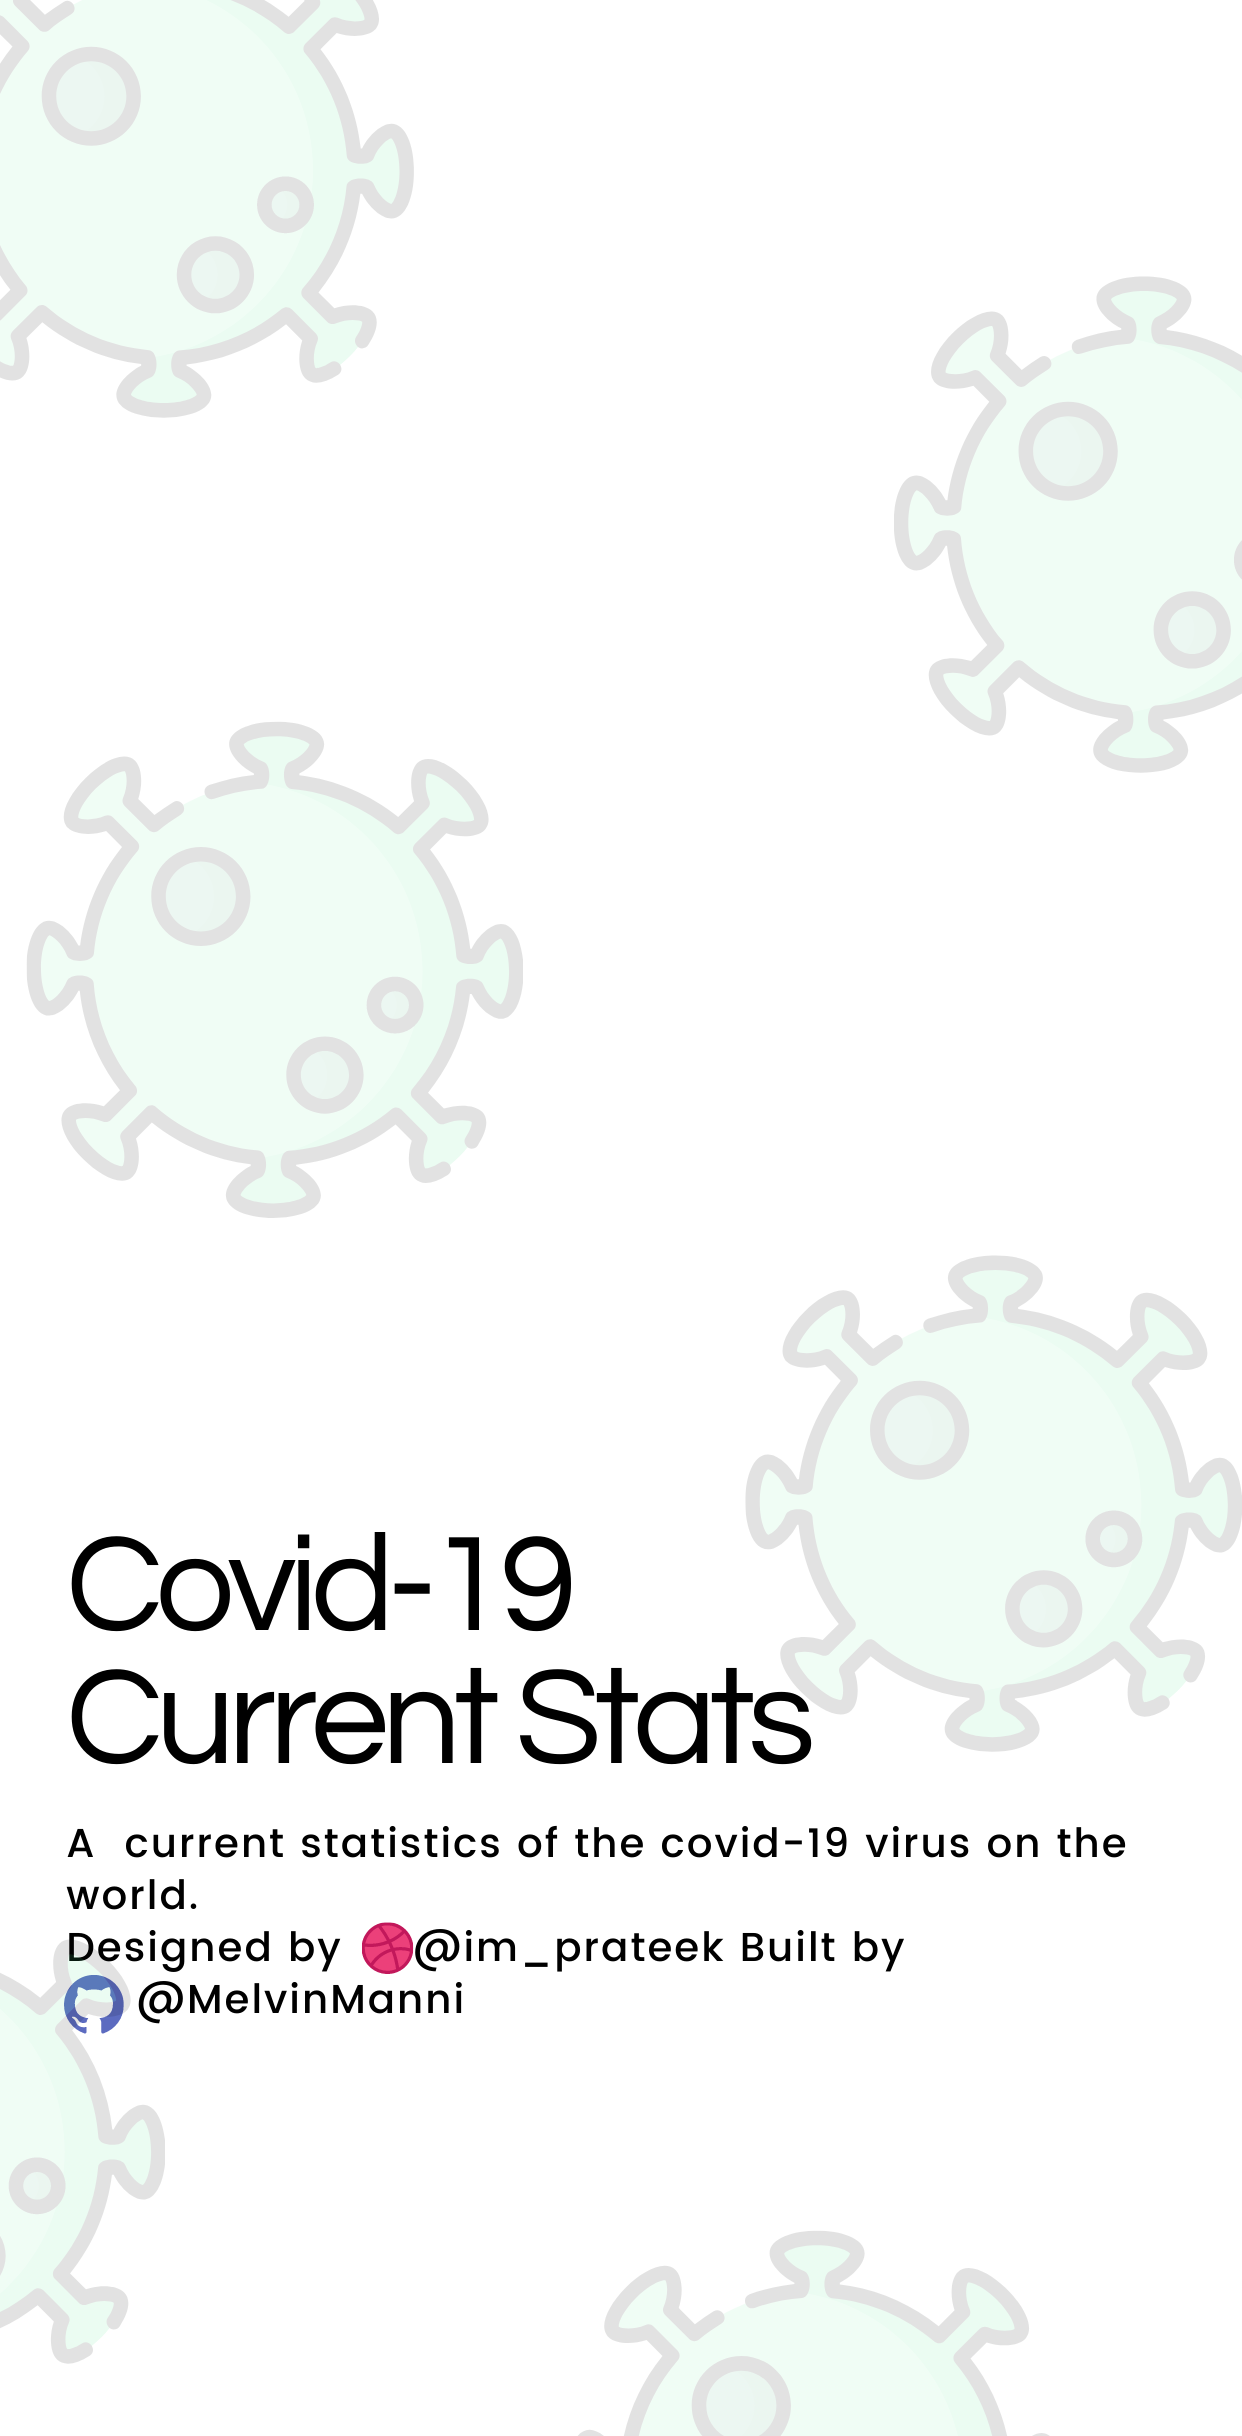 Covid-19
Current Stats
A  current statistics of the covid-19 virus on the
world.
Designed by @im_prateek Built by
@MelvinManni